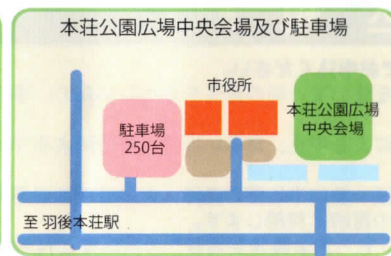 本荘公園広場中央会場及び駐車場
市役所
駐車場
250台
本荘公園広場
中央会場
至 羽後本荘駅